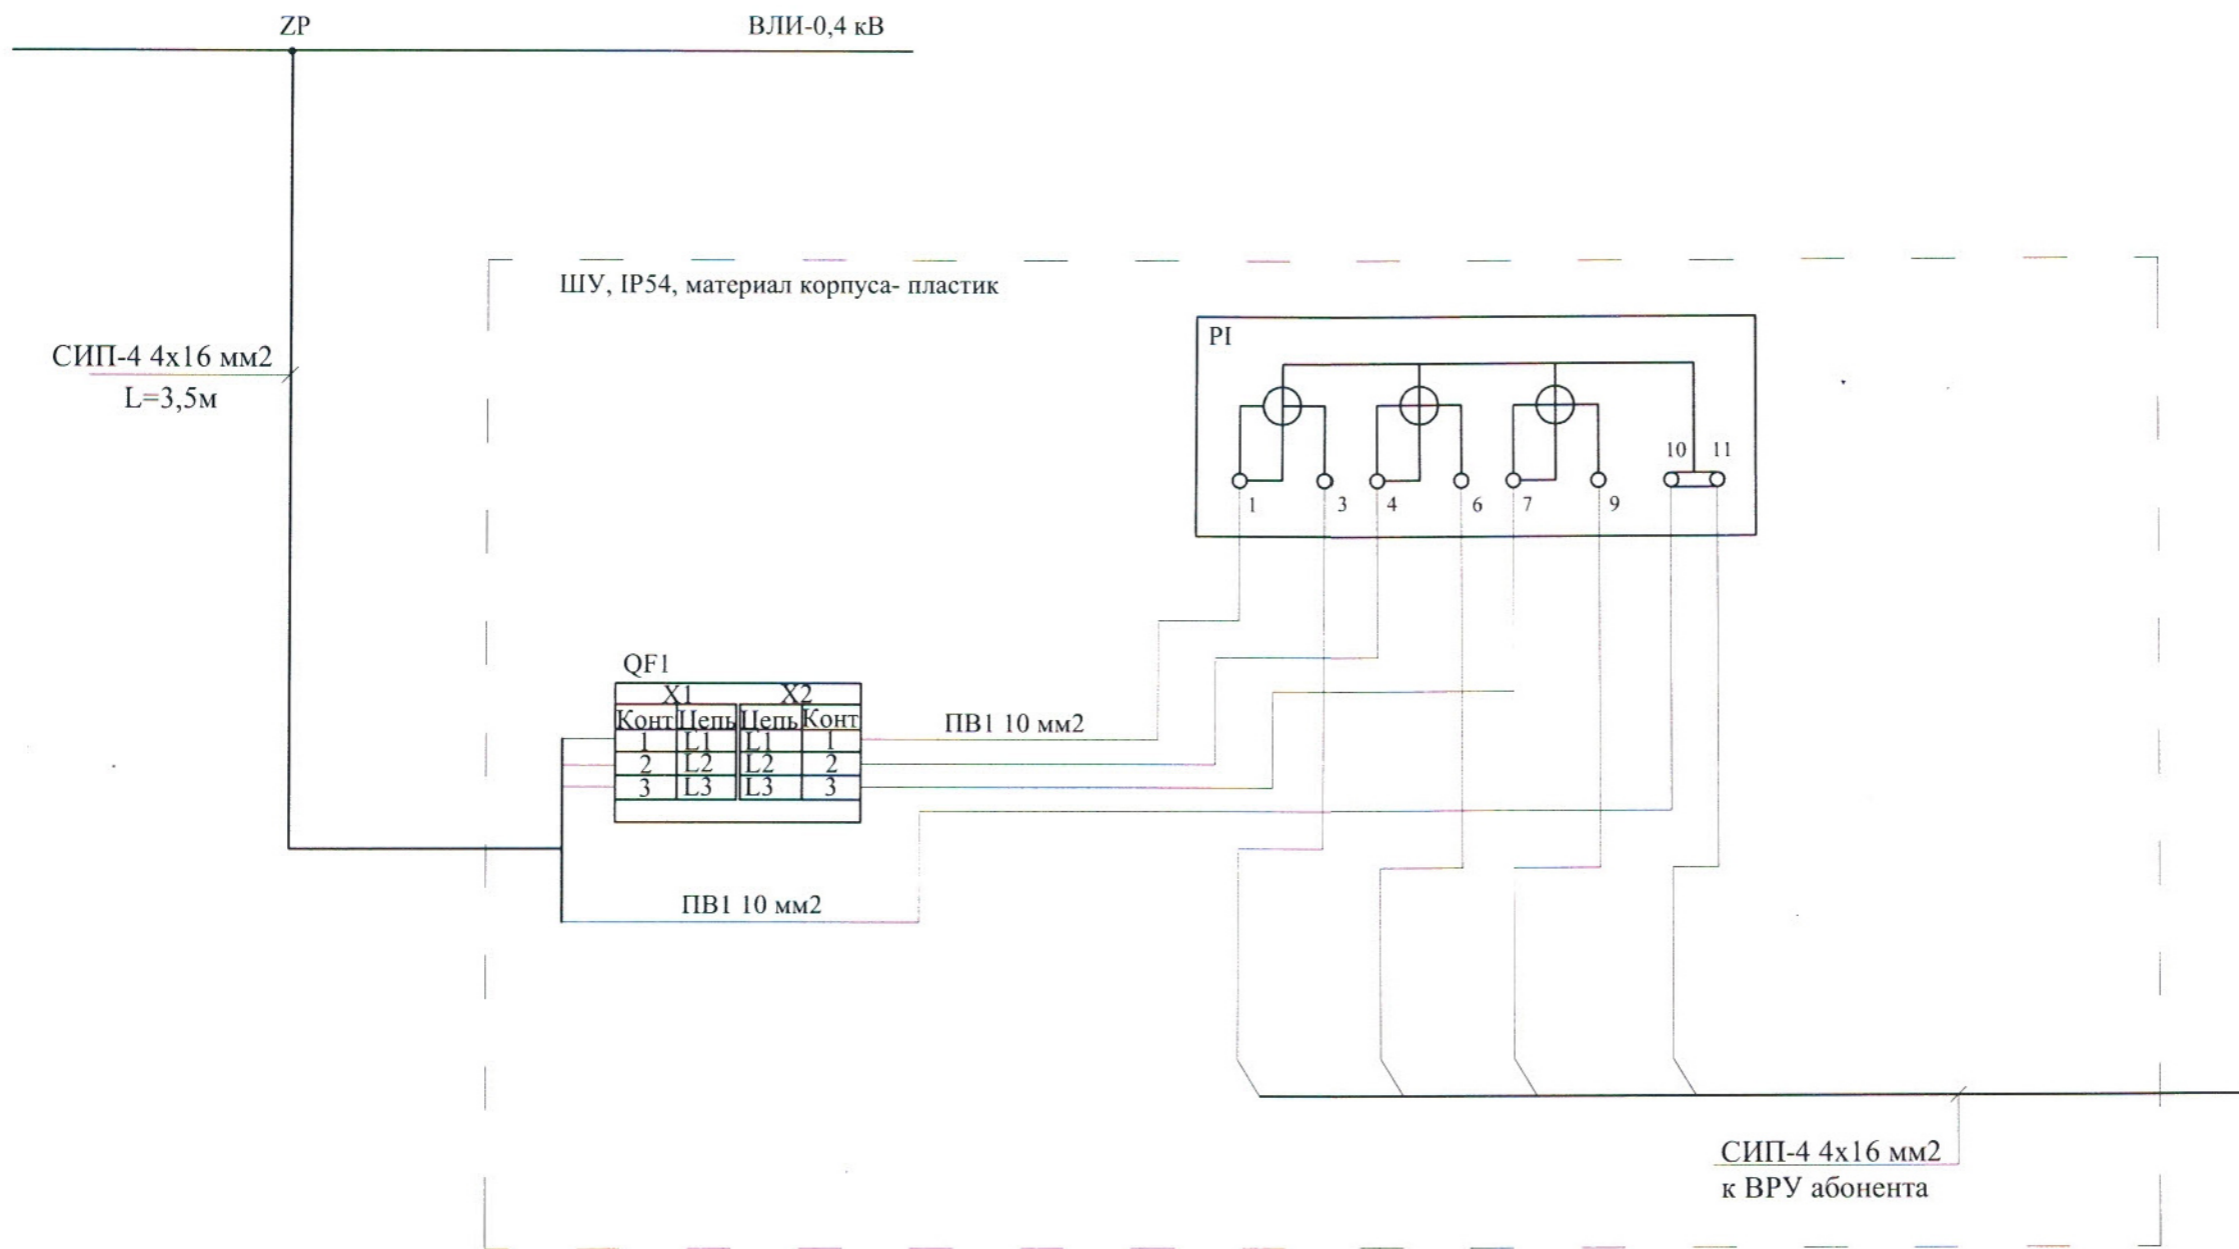 ZP
ВЛИ-0,4 кВ
ШУ, IP54, материал корпуса- пластик
СИП-4 4х16 мм2
L=3,5м
PI
10 11
1 3 4 6 7 9
QF1
X1 X2
Конт Цепь Цепь Конт
1 L1 L1 1
2 L2 L2 2
3 L3 L3 3
ПВ1 10 мм2
ПВ1 10 мм2
СИП-4 4х16 мм2
к ВРУ абонента